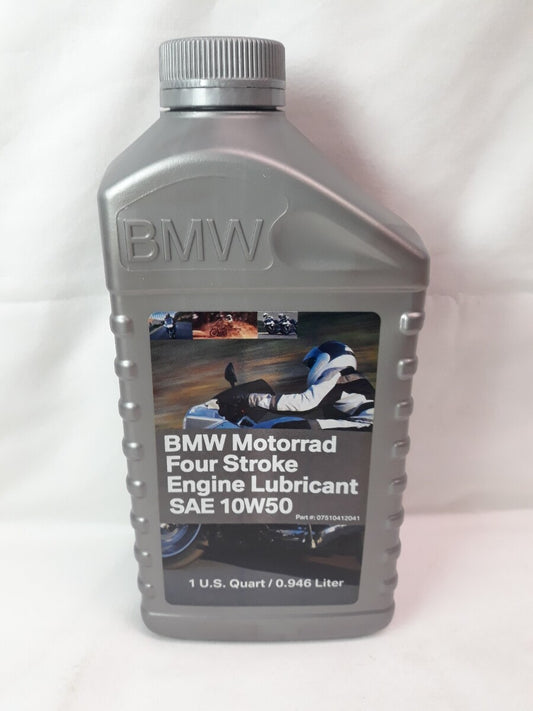 BMW
BMW Motorrad
Four Stroke
Engine Lubricant
SAE 10W50
Part #: 07510412041
1 U.S. Quart / 0.946 Liter